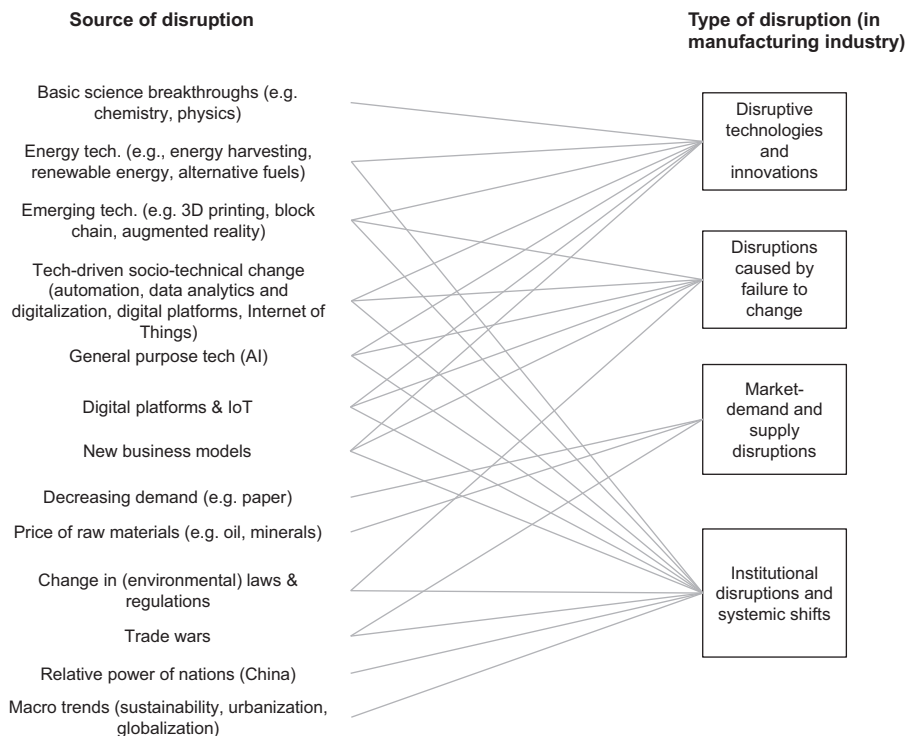 Source of disruption
Type of disruption (in
manufacturing industry)
Basic science breakthroughs (e.g.
chemistry, physics)
Energy tech. (e.g., energy harvesting,
renewable energy, alternative fuels)
Emerging tech. (e.g. 3D printing, block
chain, augmented reality)
Tech-driven socio-technical change
(automation, data analytics and
digitalization, digital platforms, Internet of
Things)
General purpose tech (AI)
Digital platforms & IoT
New business models
Decreasing demand (e.g. paper)
Price of raw materials (e.g. oil, minerals)
Change in (environmental) laws &
regulations
Trade wars
Relative power of nations (China)
Macro trends (sustainability, urbanization,
globalization)
Disruptive
technologies
and
innovations
Disruptions
caused by
failure to
change
Market-
demand and
supply
disruptions
Institutional
disruptions and
systemic shifts